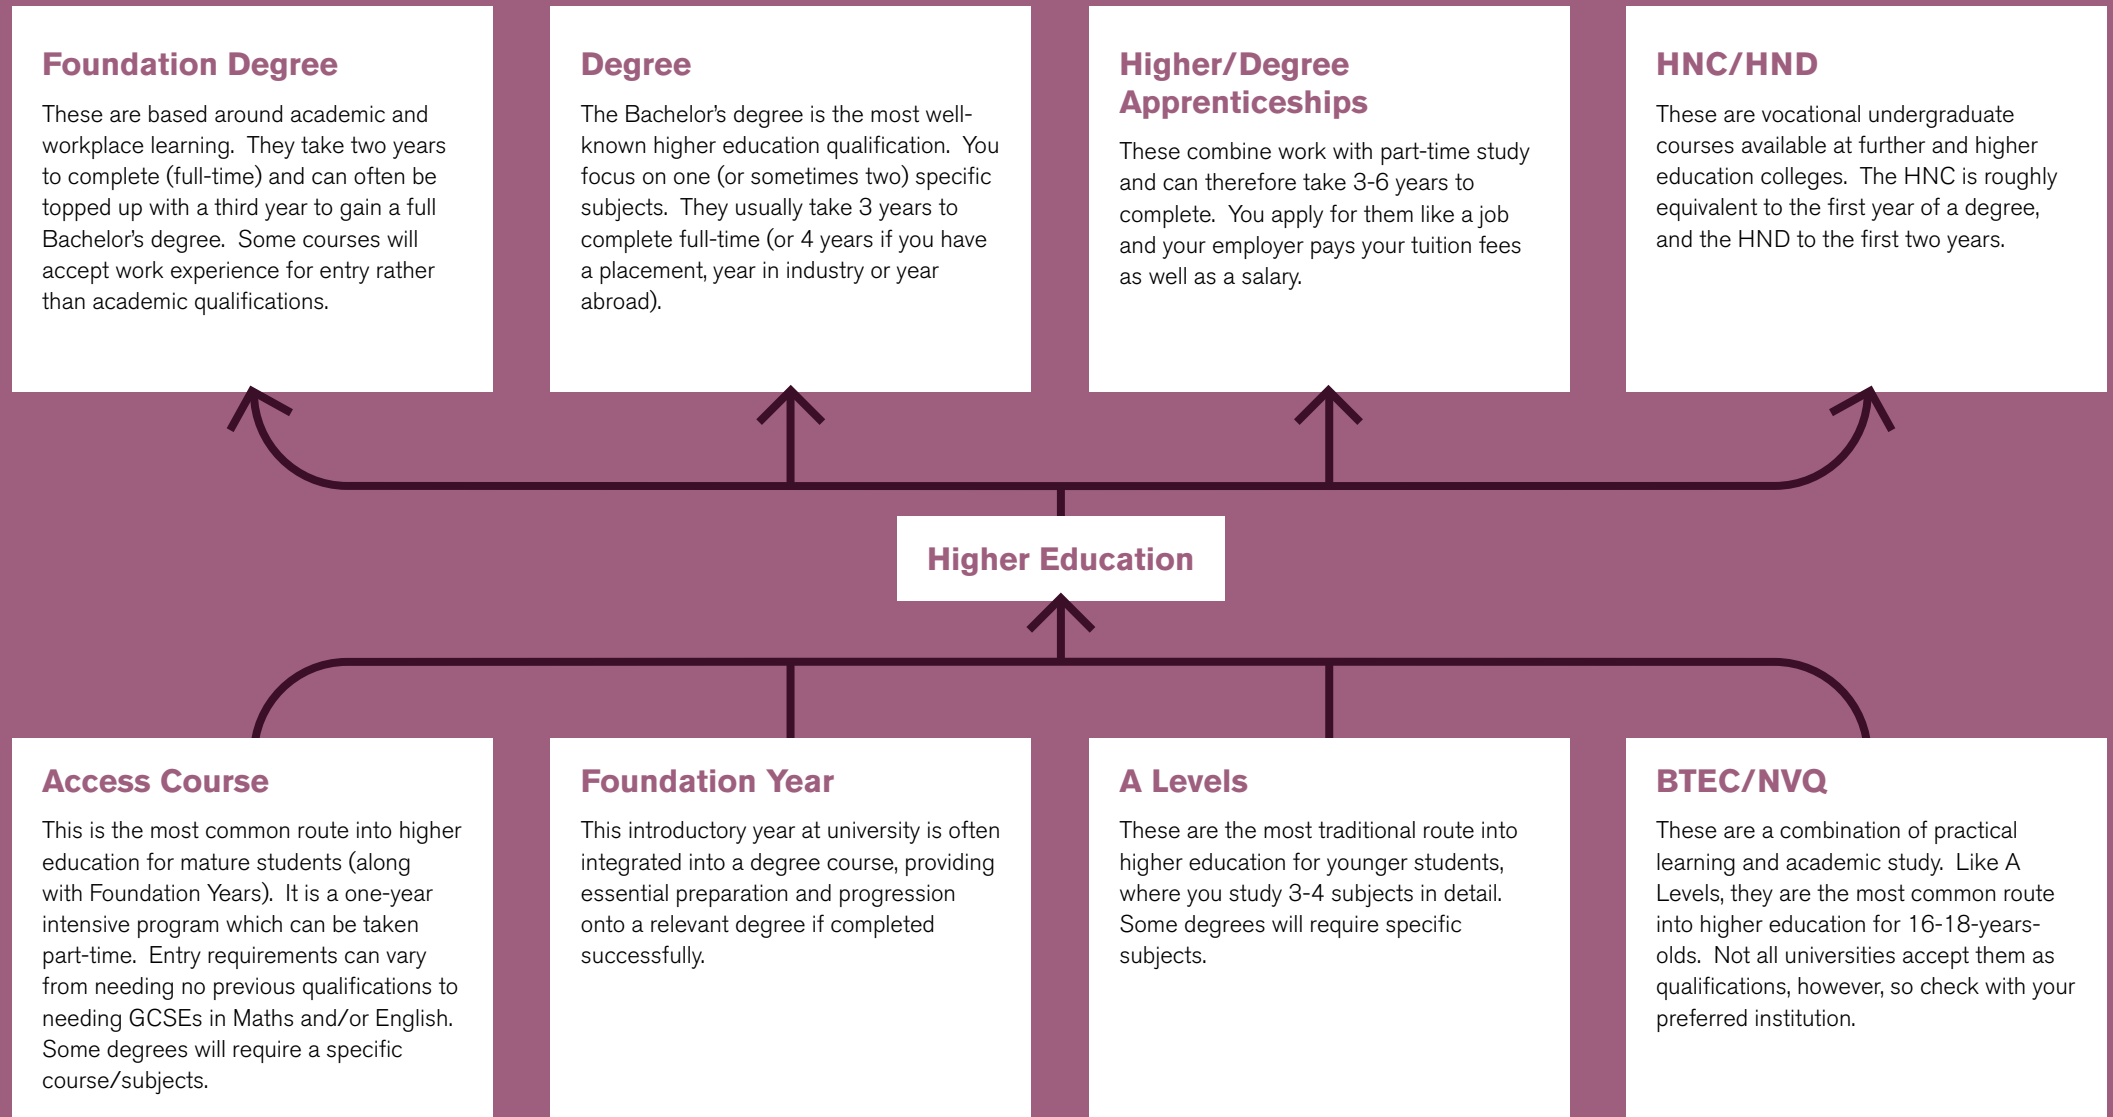 Foundation Degree
These are based around academic and
workplace learning.  They take two years
to complete (full-time) and can often be
topped up with a third year to gain a full
Bachelor’s degree.  Some courses will
accept work experience for entry rather
than academic qualifications.
Degree
The Bachelor’s degree is the most well-
known higher education qualification.  You
focus on one (or sometimes two) specific
subjects.  They usually take 3 years to
complete full-time (or 4 years if you have
a placement, year in industry or year
abroad).
Higher/Degree
Apprenticeships
These combine work with part-time study
and can therefore take 3-6 years to
complete.  You apply for them like a job
and your employer pays your tuition fees
as well as a salary.
HNC/HND
These are vocational undergraduate
courses available at further and higher
education colleges.  The HNC is roughly
equivalent to the first year of a degree,
and the HND to the first two years.
Higher Education
Access Course
This is the most common route into higher
education for mature students (along
with Foundation Years).  It is a one-year
intensive program which can be taken
part-time.  Entry requirements can vary
from needing no previous qualifications to
needing GCSEs in Maths and/or English.
Some degrees will require a specific
course/subjects.
Foundation Year
This introductory year at university is often
integrated into a degree course, providing
essential preparation and progression
onto a relevant degree if completed
successfully.
A Levels
These are the most traditional route into
higher education for younger students,
where you study 3-4 subjects in detail.
Some degrees will require specific
subjects.
BTEC/NVQ
These are a combination of practical
learning and academic study.  Like A
Levels, they are the most common route
into higher education for 16-18-years-
olds.  Not all universities accept them as
qualifications, however, so check with your
preferred institution.